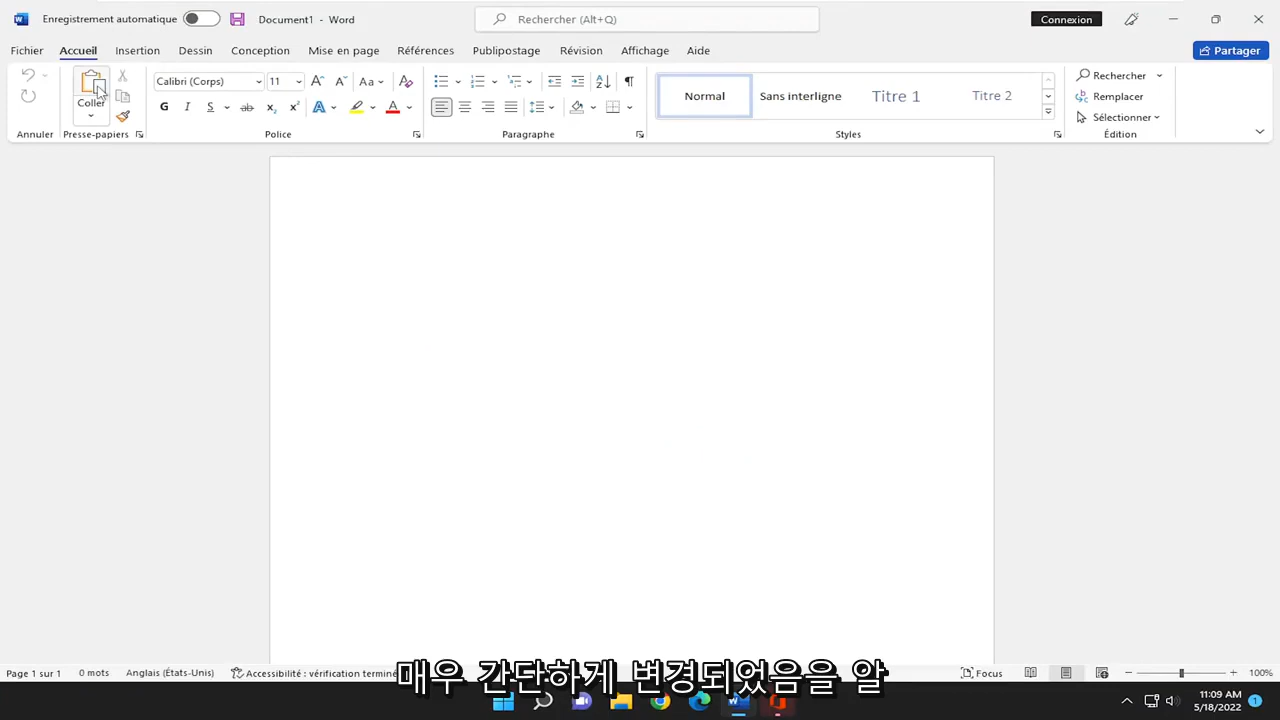 Enregistrement automatique
Document1 - Word
Rechercher (Alt+Q)
Connexion
Fichier Accueil Insertion Dessin Conception Mise en page Références Publipostage Révision Affichage Aide
Partager
Coller
Calibri (Corps) 11
Aa
G I S ab x₂ x² A A
Normal
Sans interligne
Titre 1
Titre 2
Rechercher
Remplacer
Sélectionner
Annuler
Presse-papiers
Police
Paragraphe
Styles
Édition
Page 1 sur 1 0 mots Anglais (États-Unis) Accessibilité : vérification termin
Focus
100%
매우 간단하게 변경되었음을 알
11:09 AM
5/18/2022